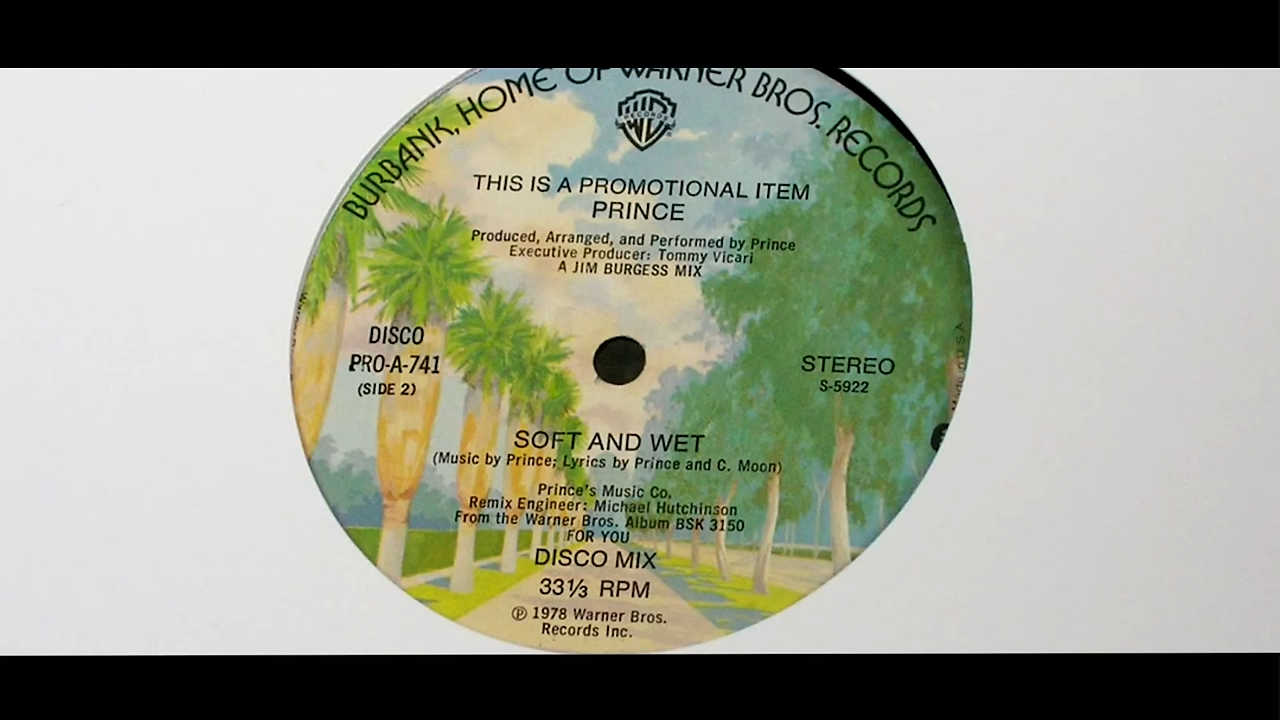 BURBANK, HOME OF WARNER BROS. RECORDS
WB
RECORDS
THIS IS A PROMOTIONAL ITEM
PRINCE
Produced, Arranged, and Performed by Prince
Executive Producer: Tommy Vicari
A JIM BURGESS MIX
DISCO
PRO-A-741
(SIDE 2)
STEREO
S-5922
SOFT AND WET
(Music by Prince; Lyrics by Prince and C. Moon)
Prince's Music Co.
Remix Engineer: Michael Hutchinson
From the Warner Bros. Album BSK 3150
FOR YOU
DISCO MIX
33⅓ RPM
℗ 1978 Warner Bros.
Records Inc.
Made in U.S.A.